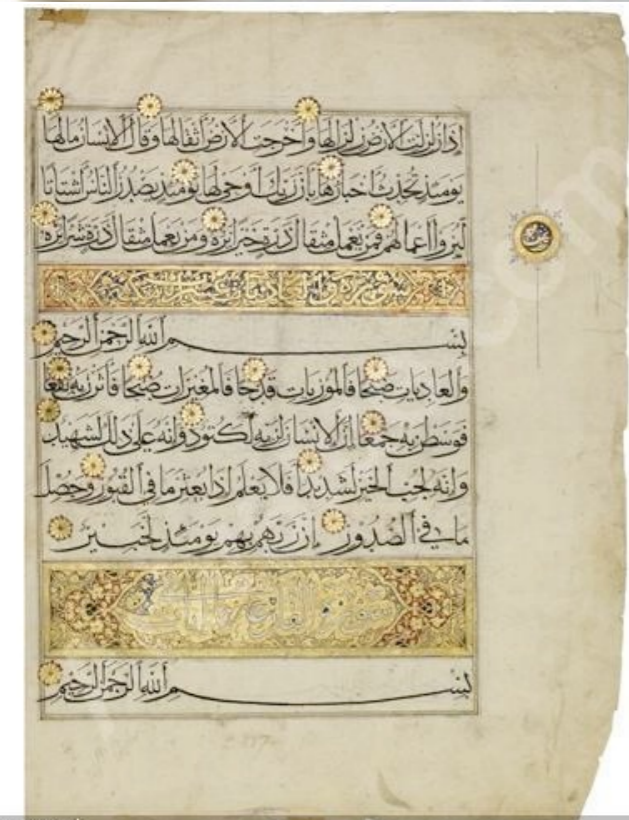 إذا زلزلت الأرض زلزالها وأخرجت الأرض أثقالها وقال الإنسان مالها
يومئذ تحدث أخبارها بأن ربك أوحى لها يومئذ يصدر الناس أشتاتا
ليروا أعمالهم فمن يعمل مثقال ذرة خيرا يره ومن يعمل مثقال ذرة شرا يره
بسم الله الرحمن الرحيم
والعاديات ضبحا فالموريات قدحا فالمغيرات صبحا فأثرن به نقعا
فوسطن به جمعا إن الإنسان لربه لكنود وإنه على ذلك لشهيد
وإنه لحب الخير لشديد أفلا يعلم إذا بعثر ما في القبور وحصل
ما في الصدور إن ربهم بهم يومئذ لخبير
سورة القارعة
بسم الله الرحمن الرحيم